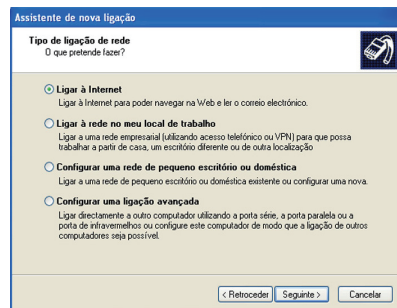 Assistente de nova ligação
Tipo de ligação de rede
O que pretende fazer?
Ligar à Internet
Ligar à Internet para poder navegar na Web e ler o correio electrónico.
Ligar à rede no meu local de trabalho
Ligar a uma rede empresarial (utilizando acesso telefónico ou VPN) para que possa
trabalhar a partir de casa, um escritório diferente ou de outra localização
Configurar uma rede de pequeno escritório ou doméstica
Ligar a uma rede de pequeno escritório ou doméstica existente ou configurar uma nova.
Configurar uma ligação avançada
Ligar directamente a outro computador utilizando a porta série, a porta paralela ou a
porta de infravermelhos ou configure este computador de modo que a ligação de outros
computadores seja possível.
< Retroceder Seguinte > Cancelar